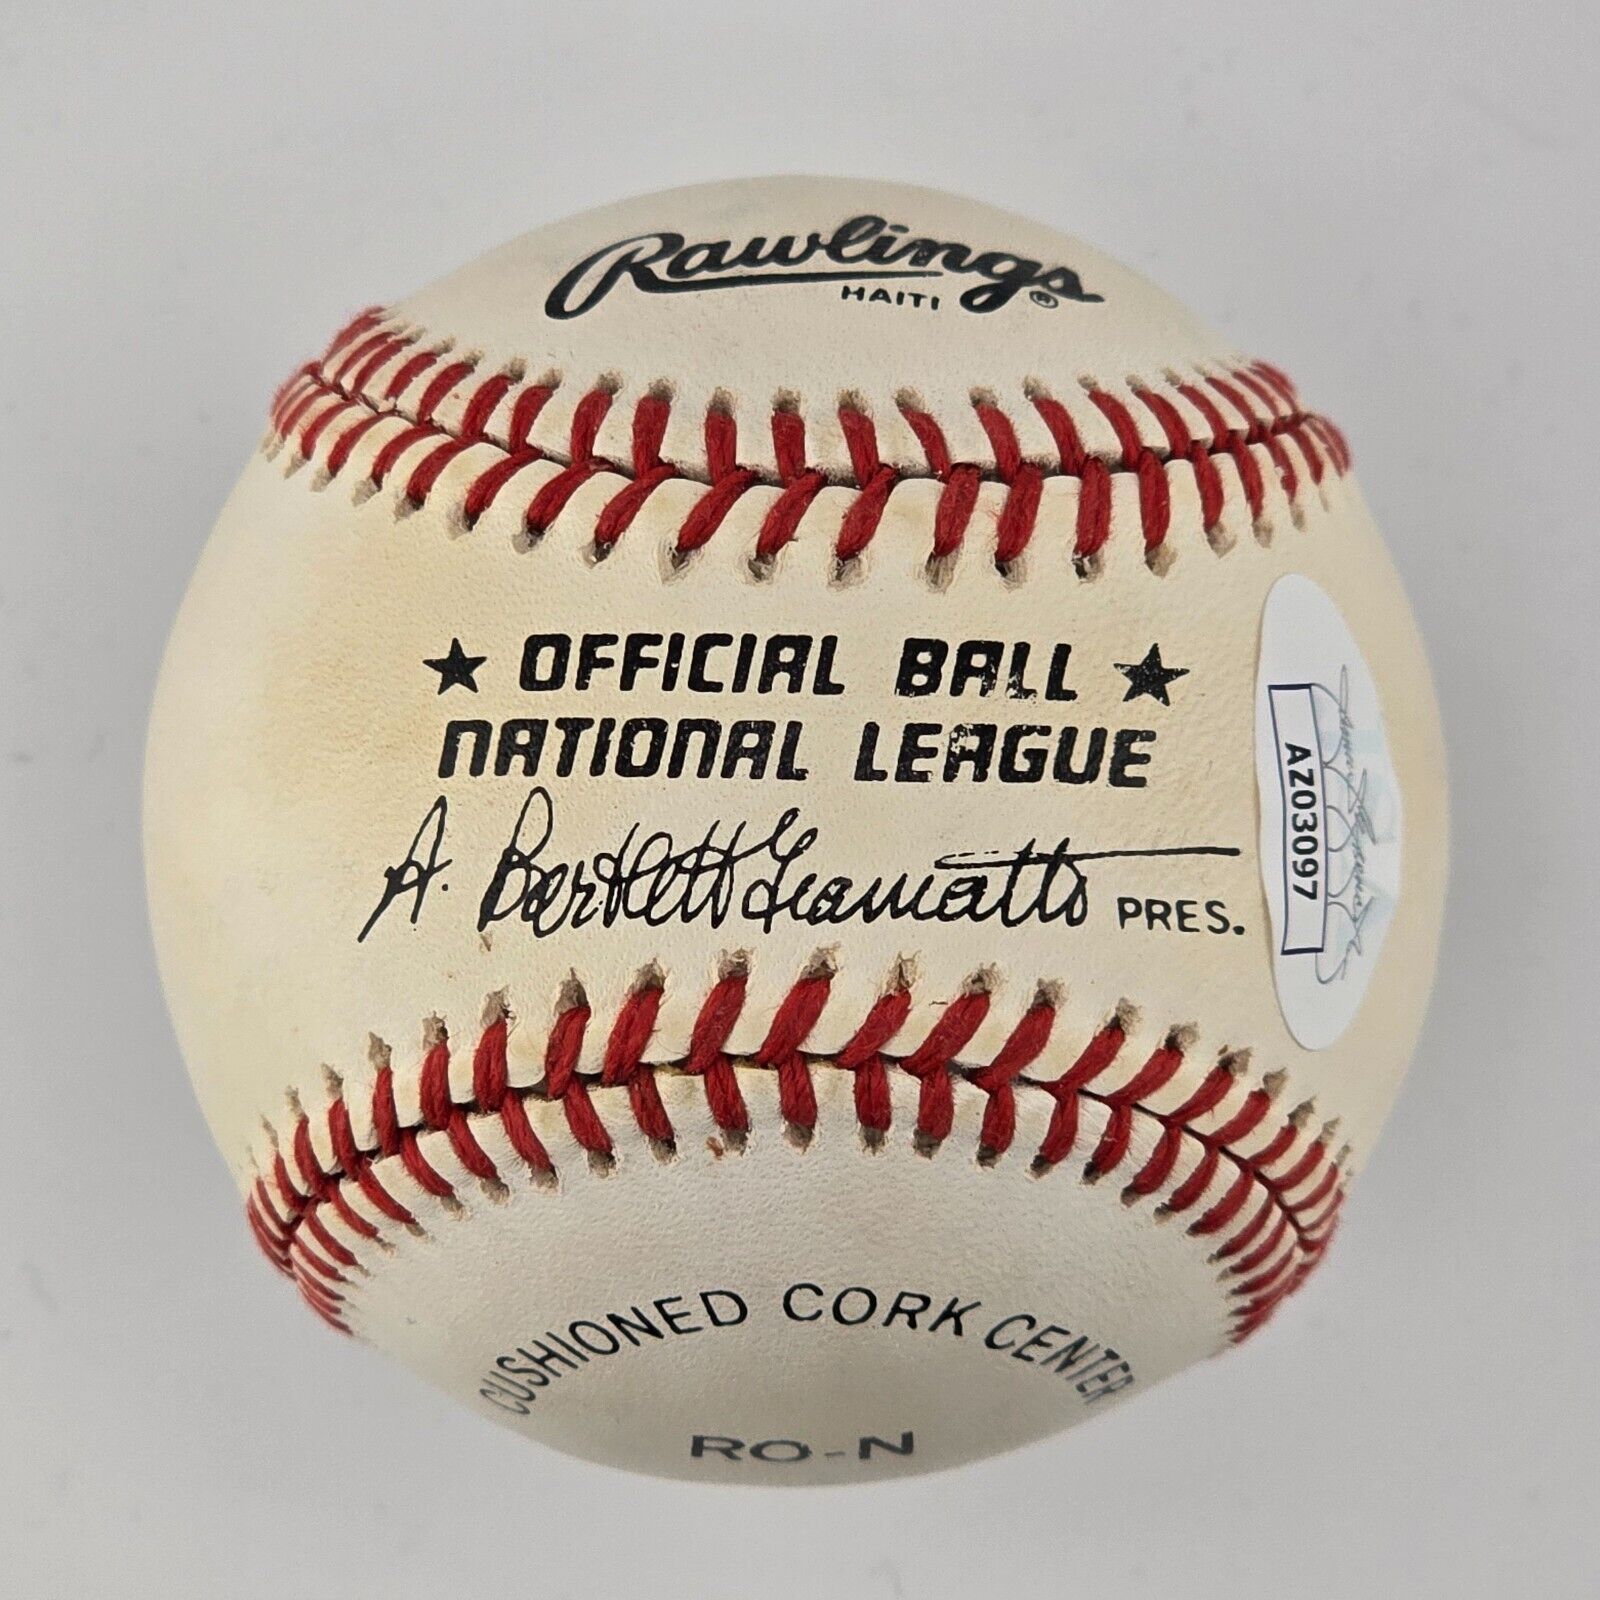 Rawlings®
HAITI
★ OFFICIAL BALL ★
NATIONAL LEAGUE
A. Bartlett Giamatti PRES.
AZ03097
CUSHIONED CORK CENTER
RO-N